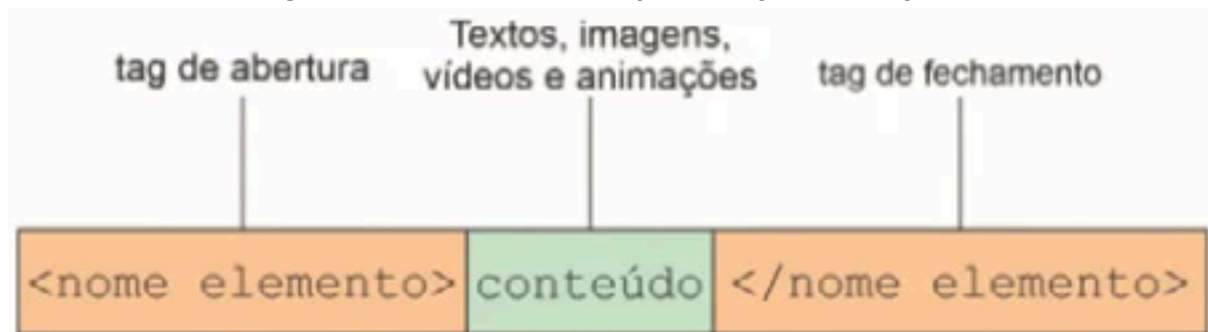 tag de abertura
Textos, imagens,
vídeos e animações
tag de fechamento
<nome elemento>
conteúdo
</nome elemento>